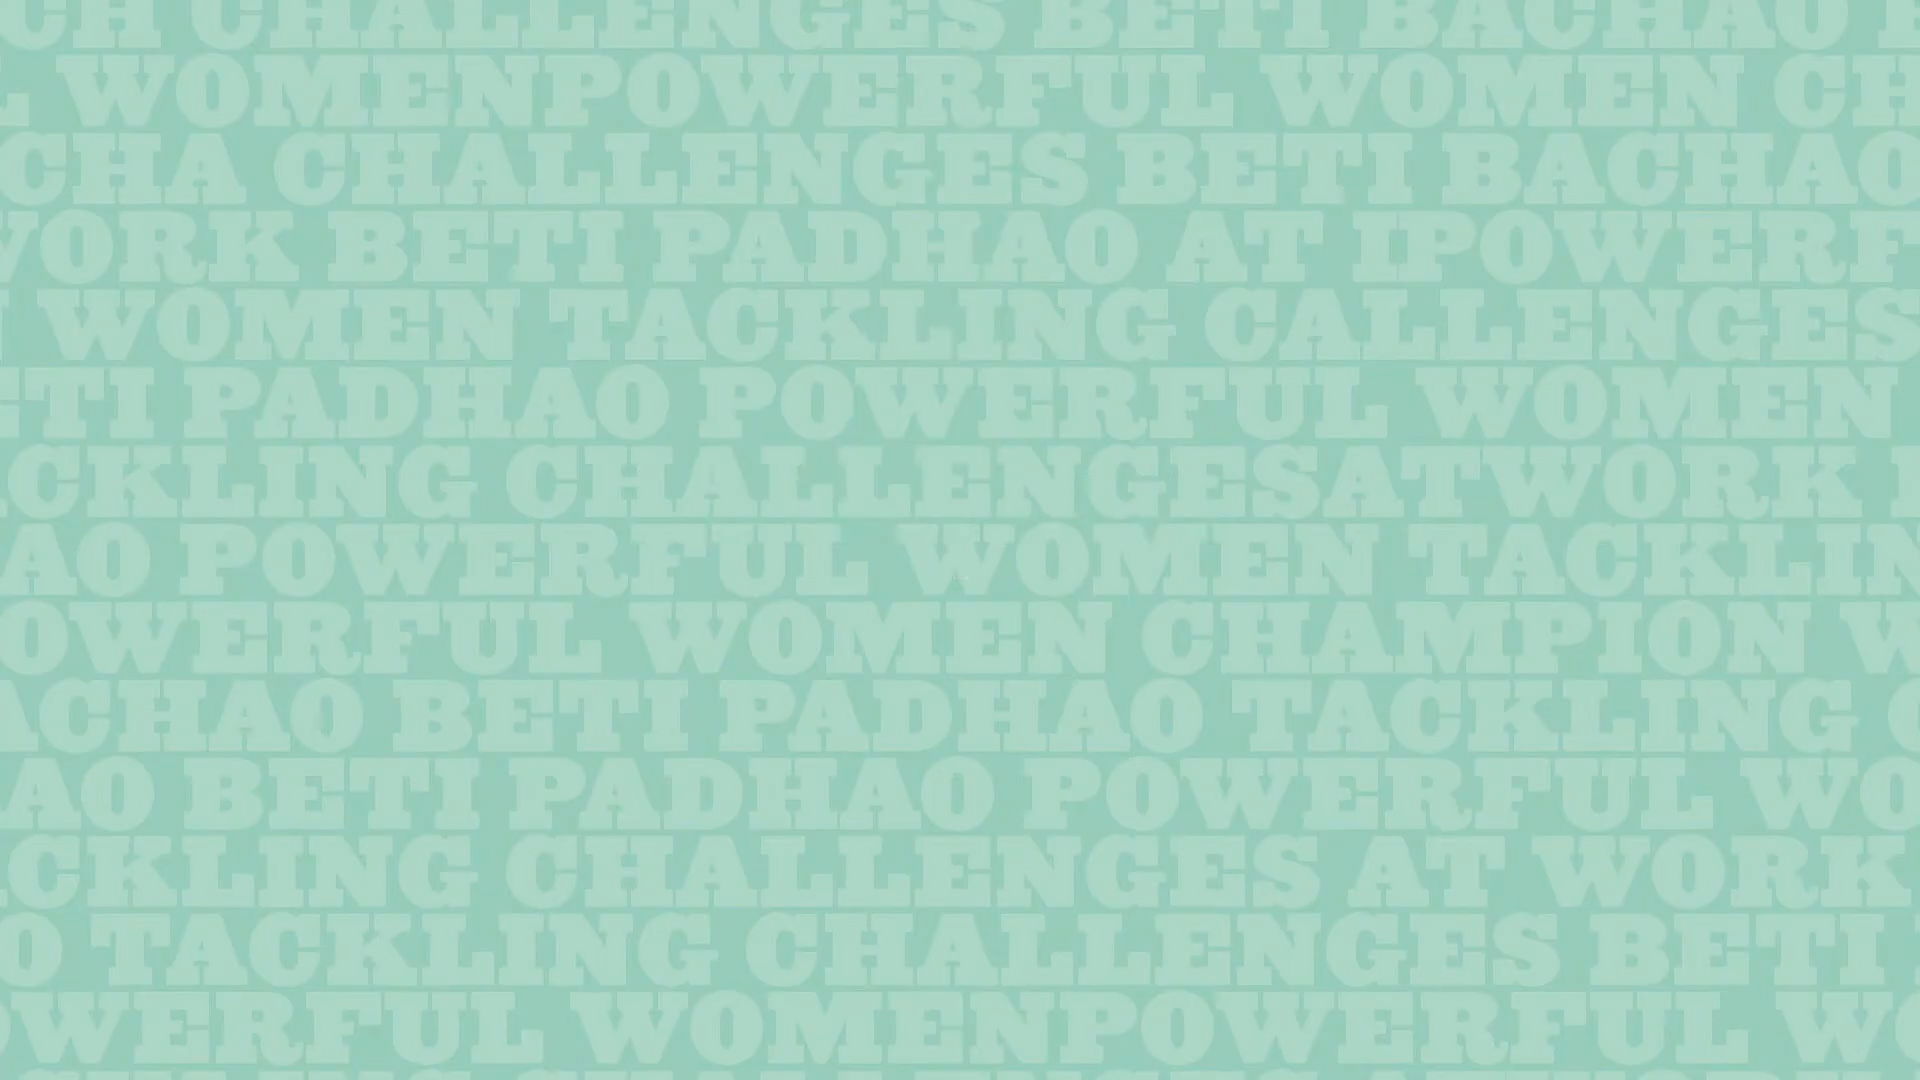 CH CHALLENGES BETI BACHAO
L WOMENPOWERFUL WOMEN CH
CHA CHALLENGES BETI BACHAO
WORK BETI PADHAO AT IPOWERF
WOMEN TACKLING CALLENGES
ETI PADHAO POWERFUL WOMEN
CKLING CHALLENGESATWORK
AO POWERFUL WOMEN TACKLIN
OWERFUL WOMEN CHAMPION W
ACHAO BETI PADHAO TACKLING C
AO BETI PADHAO POWERFUL WO
CKLING CHALLENGES AT WORK
O TACKLING CHALLENGES BETI
OWERFUL WOMENPOWERFUL WO